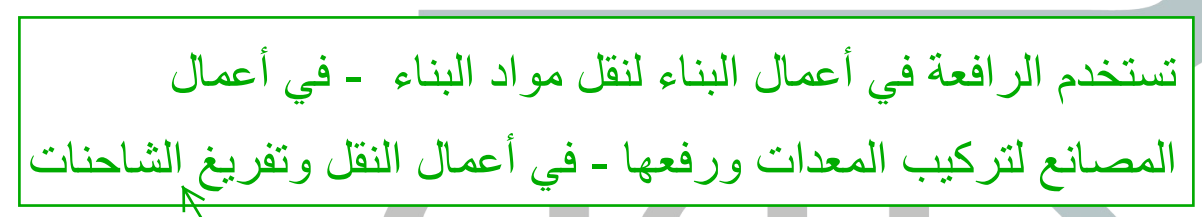 تستخدم الرافعة في أعمال البناء لنقل مواد البناء - في أعمال
المصانع لتركيب المعدات ورفعها - في أعمال النقل وتفريغ الشاحنات